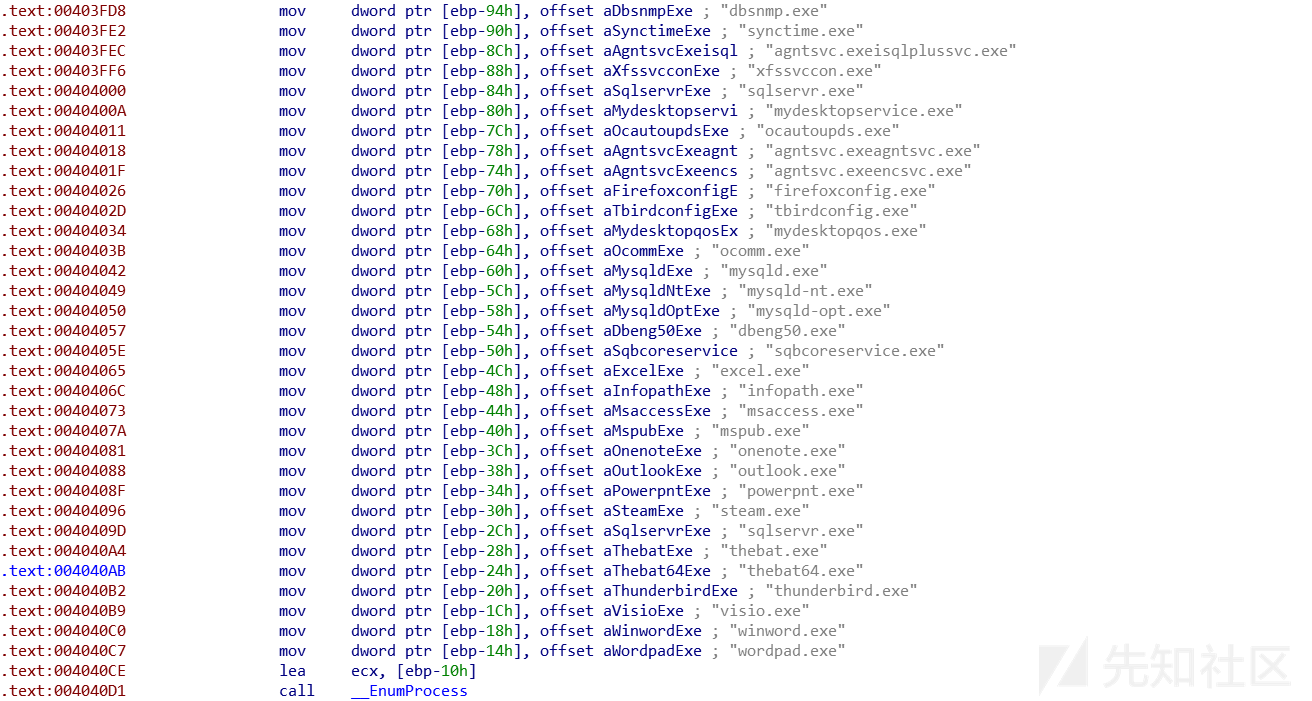 .text:00403FD8 mov dword ptr [ebp-94h], offset aDbsnmpExe ; "dbsnmp.exe"
.text:00403FE2 mov dword ptr [ebp-90h], offset aSynctimeExe ; "synctime.exe"
.text:00403FEC mov dword ptr [ebp-8Ch], offset aAgntsvcExeisql ; "agntsvc.exeisqlplussvc.exe"
.text:00403FF6 mov dword ptr [ebp-88h], offset aXfssvcconExe ; "xfssvccon.exe"
.text:00404000 mov dword ptr [ebp-84h], offset aSqlservrExe ; "sqlservr.exe"
.text:0040400A mov dword ptr [ebp-80h], offset aMydesktopservi ; "mydesktopservice.exe"
.text:00404011 mov dword ptr [ebp-7Ch], offset aOcautoupdsExe ; "ocautoupds.exe"
.text:00404018 mov dword ptr [ebp-78h], offset aAgntsvcExeagnt ; "agntsvc.exeagntsvc.exe"
.text:0040401F mov dword ptr [ebp-74h], offset aAgntsvcExeencs ; "agntsvc.exeencsvc.exe"
.text:00404026 mov dword ptr [ebp-70h], offset aFirefoxconfigE ; "firefoxconfig.exe"
.text:0040402D mov dword ptr [ebp-6Ch], offset aTbirdconfigExe ; "tbirdconfig.exe"
.text:00404034 mov dword ptr [ebp-68h], offset aMydesktopqosEx ; "mydesktopqos.exe"
.text:0040403B mov dword ptr [ebp-64h], offset aOcommExe ; "ocomm.exe"
.text:00404042 mov dword ptr [ebp-60h], offset aMysqldExe ; "mysqld.exe"
.text:00404049 mov dword ptr [ebp-5Ch], offset aMysqldNtExe ; "mysqld-nt.exe"
.text:00404050 mov dword ptr [ebp-58h], offset aMysqldOptExe ; "mysqld-opt.exe"
.text:00404057 mov dword ptr [ebp-54h], offset aDbeng50Exe ; "dbeng50.exe"
.text:0040405E mov dword ptr [ebp-50h], offset aSqbcoreservice ; "sqbcoreservice.exe"
.text:00404065 mov dword ptr [ebp-4Ch], offset aExcelExe ; "excel.exe"
.text:0040406C mov dword ptr [ebp-48h], offset aInfopathExe ; "infopath.exe"
.text:00404073 mov dword ptr [ebp-44h], offset aMsaccessExe ; "msaccess.exe"
.text:0040407A mov dword ptr [ebp-40h], offset aMspubExe ; "mspub.exe"
.text:00404081 mov dword ptr [ebp-3Ch], offset aOnenoteExe ; "onenote.exe"
.text:00404088 mov dword ptr [ebp-38h], offset aOutlookExe ; "outlook.exe"
.text:0040408F mov dword ptr [ebp-34h], offset aPowerpntExe ; "powerpnt.exe"
.text:00404096 mov dword ptr [ebp-30h], offset aSteamExe ; "steam.exe"
.text:0040409D mov dword ptr [ebp-2Ch], offset aSqlservrExe ; "sqlservr.exe"
.text:004040A4 mov dword ptr [ebp-28h], offset aThebatExe ; "thebat.exe"
.text:004040AB mov dword ptr [ebp-24h], offset aThebat64Exe ; "thebat64.exe"
.text:004040B2 mov dword ptr [ebp-20h], offset aThunderbirdExe ; "thunderbird.exe"
.text:004040B9 mov dword ptr [ebp-1Ch], offset aVisioExe ; "visio.exe"
.text:004040C0 mov dword ptr [ebp-18h], offset aWinwordExe ; "winword.exe"
.text:004040C7 mov dword ptr [ebp-14h], offset aWordpadExe ; "wordpad.exe"
.text:004040CE lea ecx, [ebp-10h]
.text:004040D1 call __EnumProcess
先知社区